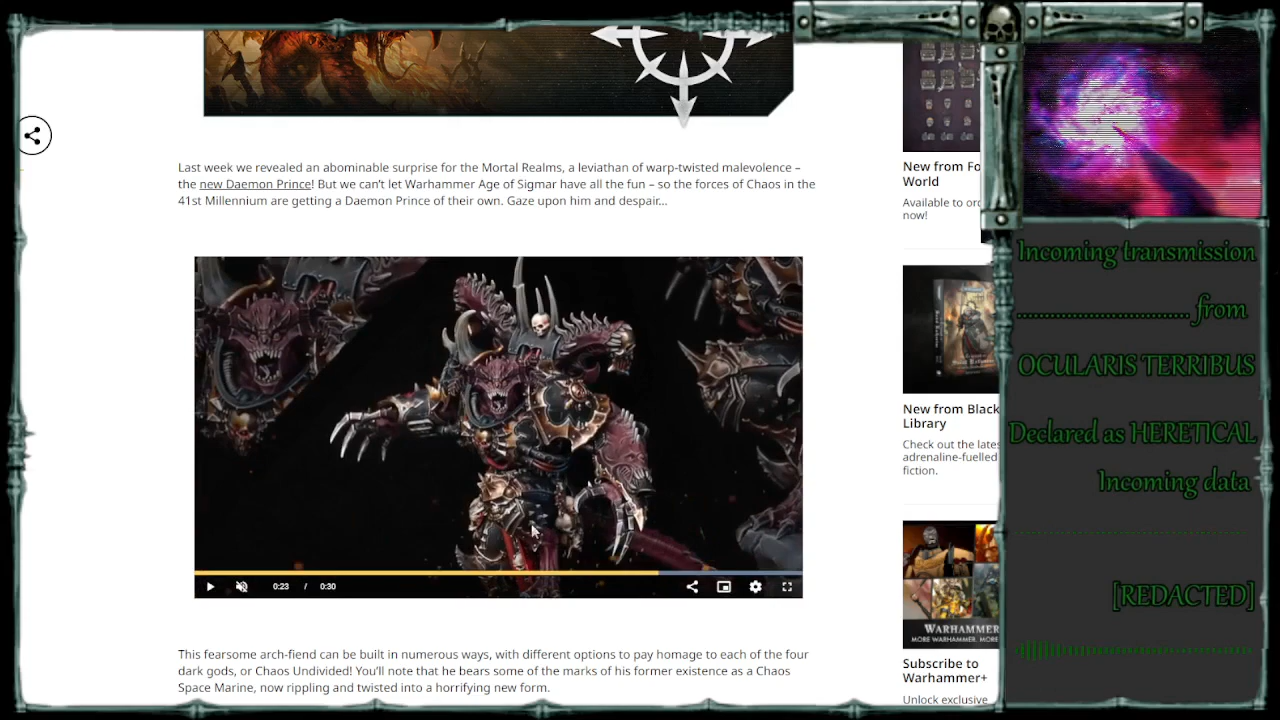 Last week we revealed an abominable surprise for the Mortal Realms, a leviathan of warp-twisted malevolence –
the new Daemon Prince! But we can't let Warhammer Age of Sigmar have all the fun – so the forces of Chaos in the
41st Millennium are getting a Daemon Prince of their own. Gaze upon him and despair…
0:23 / 0:30
This fearsome arch-fiend can be built in numerous ways, with different options to pay homage to each of the four
dark gods, or Chaos Undivided! You'll note that he bears some of the marks of his former existence as a Chaos
Space Marine, now rippling and twisted into a horrifying new form.
New from Fo
World
Available to ord
now!
New from Black
Library
Check out the lates
adrenaline-fuelled
fiction.
WARHAMMER
MORE WARHAMMER. MORE
Subscribe to
Warhammer+
Unlock exclusive
Incoming transmission
.............................. from
OCULARIS TERRIBUS
Declared as HERETICAL
Incoming data
[REDACTED]